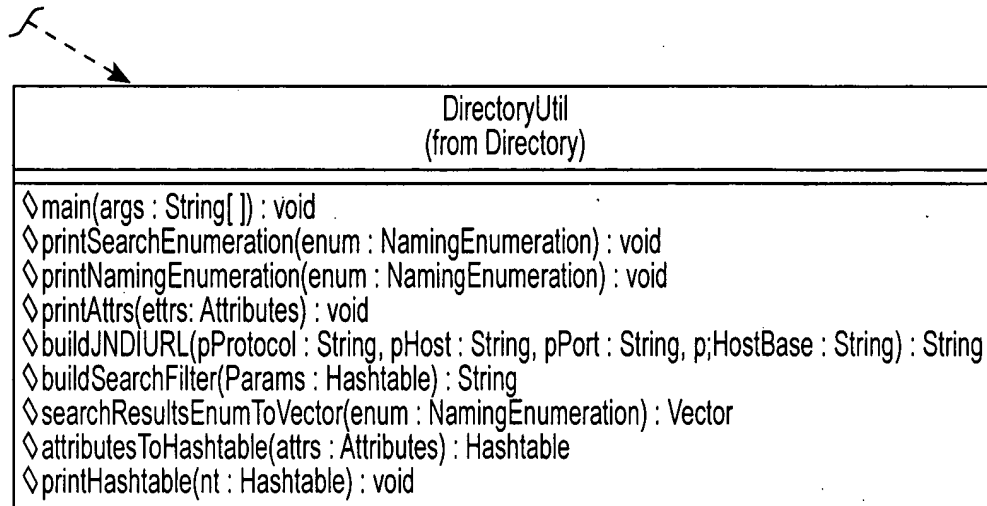 DirectoryUtil
(from Directory)
◊main(args : String[ ]) : void
◊printSearchEnumeration(enum : NamingEnumeration) : void
◊printNamingEnumeration(enum : NamingEnumeration) : void
◊printAttrs(ettrs: Attributes) : void
◊buildJNDIURL(pProtocol : String, pHost : String, pPort : String, p;HostBase : String) : String
◊buildSearchFilter(Params : Hashtable) : String
◊searchResultsEnumToVector(enum : NamingEnumeration) : Vector
◊attributesToHashtable(attrs : Attributes) : Hashtable
◊printHashtable(nt : Hashtable) : void